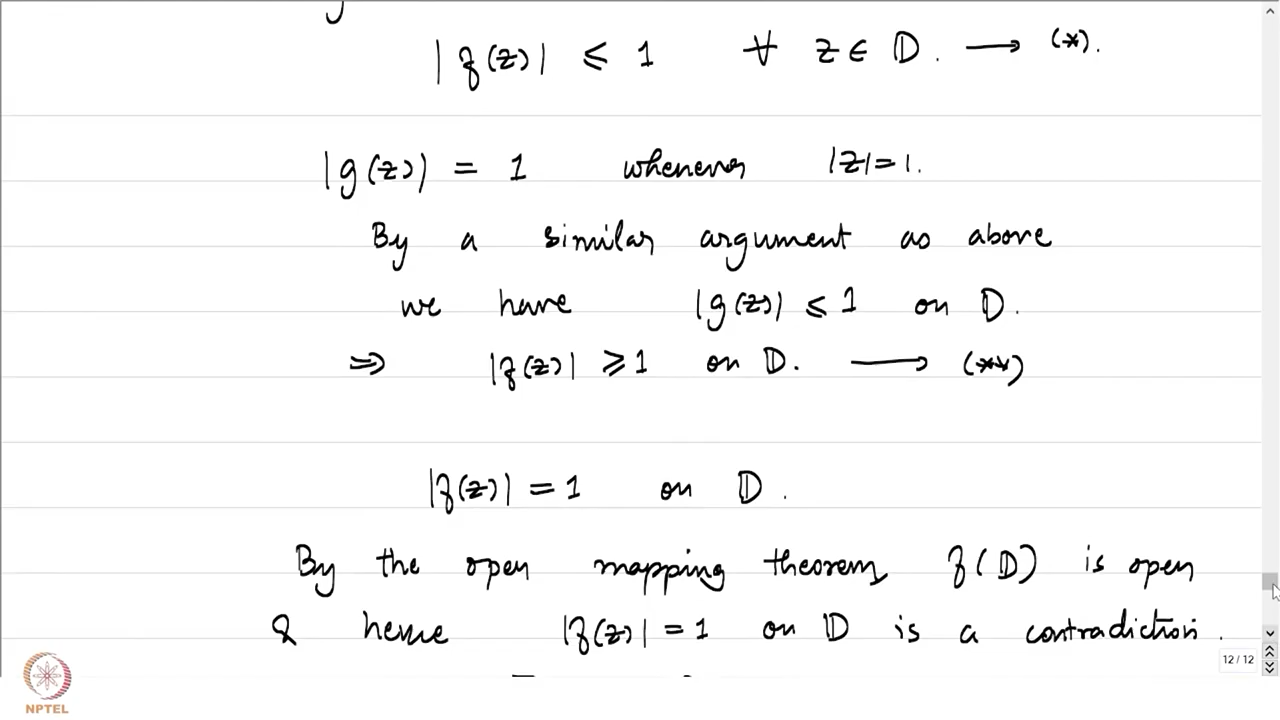 |f(z)| ≤ 1 ∀ z ∈ 𝔻. ⟶ (*).
|g(z)| = 1 whenever |z| = 1.
By a similar argument as above
we have |g(z)| ≤ 1 on 𝔻.
⇒ |f(z)| ≥ 1 on 𝔻. ⟶ (**)
|f(z)| = 1 on 𝔻.
By the open mapping theorem f(𝔻) is open
& hence |f(z)| = 1 on 𝔻 is a contradiction.
12 / 12
NPTEL